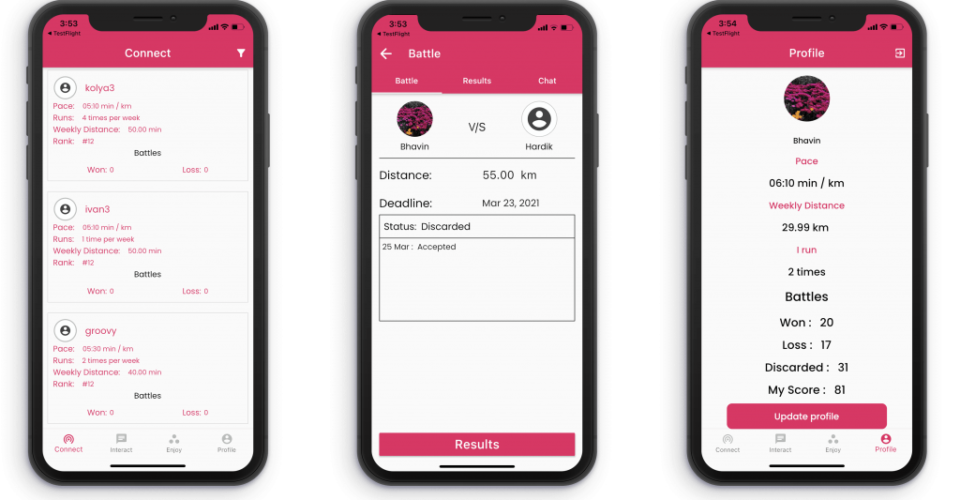 3:53
◀ TestFlight
Connect
kolya3
Pace: 05:10 min / km
Runs: 4 times per week
Weekly Distance: 50.00 min
Rank: #12
Battles
Won: 0 Loss: 0
ivan3
Pace: 05:10 min / km
Runs: 1 time per week
Weekly Distance: 50.00 min
Rank: #12
Battles
Won: 0 Loss: 0
groovy
Pace: 05:30 min / km
Runs: 2 times per week
Weekly Distance: 40.00 min
Rank: #12
Battles
Won: 0 Loss: 0
Connect Interact Enjoy Profile
3:53
◀ TestFlight
Battle
Battle Results Chat
V/S
Bhavin Hardik
Distance: 55.00 km
Deadline: Mar 23, 2021
Status: Discarded
25 Mar : Accepted
Results
3:54
◀ TestFlight
Profile
Bhavin
Pace
06:10 min / km
Weekly Distance
29.99 km
I run
2 times
Battles
Won : 20
Loss : 17
Discarded : 31
My Score : 81
Update profile
Connect Interact Enjoy Profile